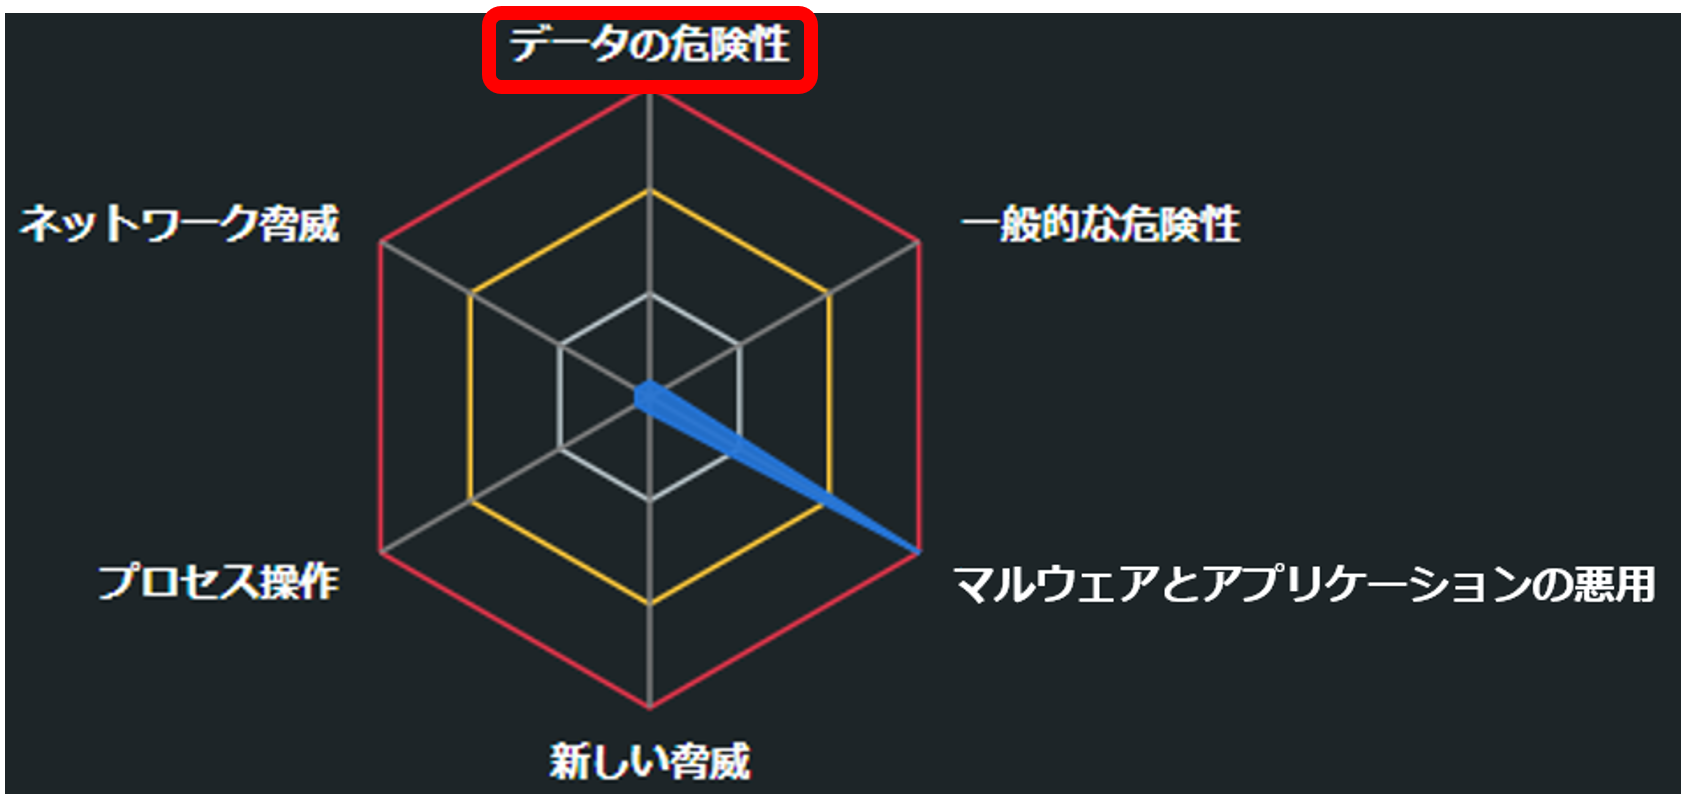 データの危険性
ネットワーク脅威
一般的な危険性
プロセス操作
マルウェアとアプリケーションの悪用
新しい脅威